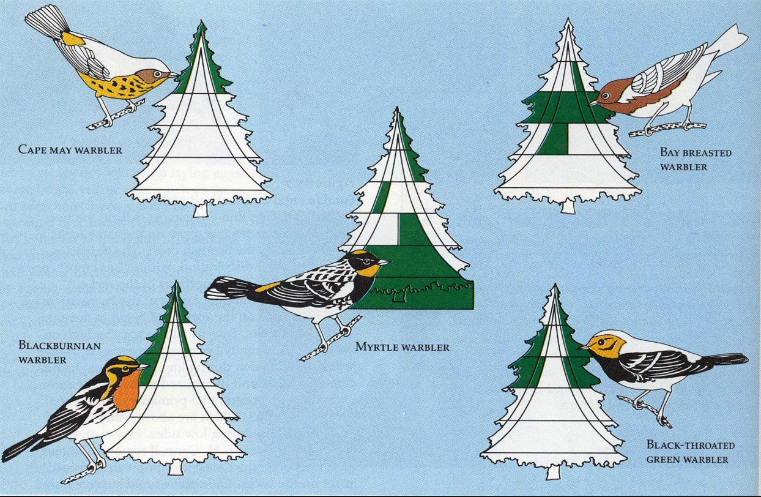 CAPE MAY WARBLER
BAY BREASTED
WARBLER
MYRTLE WARBLER
BLACKBURNIAN
WARBLER
BLACK-THROATED
GREEN WARBLER